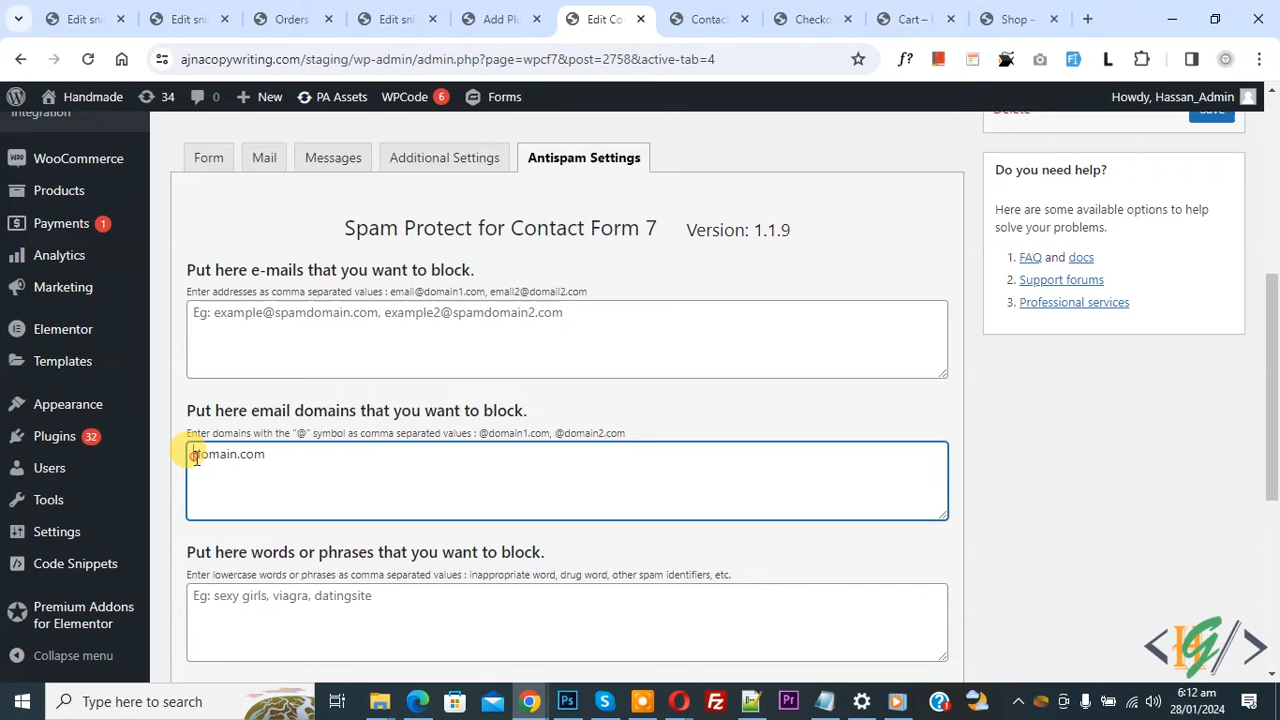 Edit sni
Edit sni
Orders
Edit sni
Add Plu
Edit Co
Contac
Checko
Cart –
Shop –
ajnacopywriting.com/staging/wp-admin/admin.php?page=wpcf7&post=2758&active-tab=4
Handmade 34 0 New PA Assets WPCode 6 Forms Howdy, Hassan_Admin
Integration
WooCommerce
Products
Payments 1
Analytics
Marketing
Elementor
Templates
Appearance
Plugins 32
Users
Tools
Settings
Code Snippets
Premium Addons
for Elementor
Collapse menu
Form Mail Messages Additional Settings Antispam Settings
Spam Protect for Contact Form 7 Version: 1.1.9
Put here e-mails that you want to block.
Enter addresses as comma separated values : email@domain1.com, email2@domail2.com
Eg: example@spamdomain.com, example2@spamdomain2.com
Put here email domains that you want to block.
Enter domains with the "@" symbol as comma separated values : @domain1.com, @domain2.com
domain.com
Put here words or phrases that you want to block.
Enter lowercase words or phrases as comma separated values : inappropriate word, drug word, other spam identifiers, etc.
Eg: sexy girls, viagra, datingsite
Delete Save
Do you need help?
Here are some available options to help
solve your problems.
1. FAQ and docs
2. Support forums
3. Professional services
Type here to search
6:12 am
28/01/2024